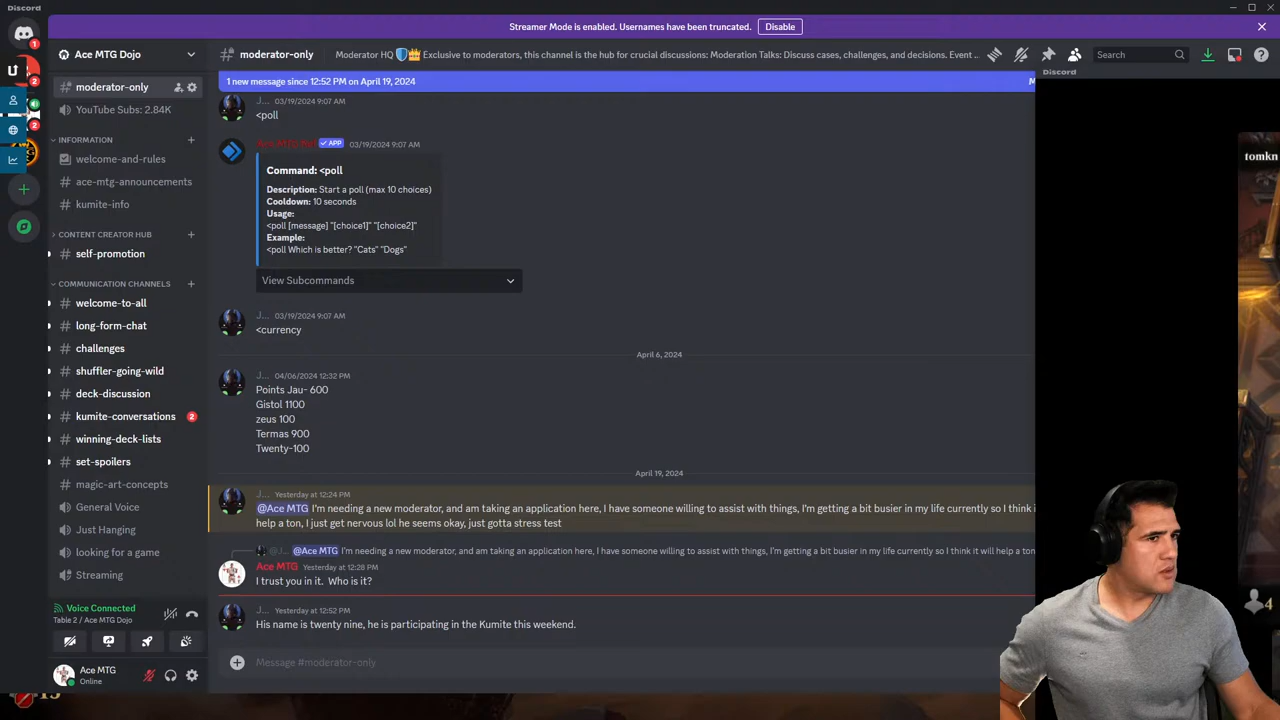 Discord
Streamer Mode is enabled. Usernames have been truncated.
Disable
Ace MTG Dojo
moderator-only
Moderator HQ 🛡️👑 Exclusive to moderators, this channel is the hub for crucial discussions: Moderation Talks: Discuss cases, challenges, and decisions. Event ...
Search
1
2
2
moderator-only
YouTube Subs: 2.84K
INFORMATION
welcome-and-rules
ace-mtg-announcements
kumite-info
CONTENT CREATOR HUB
self-promotion
COMMUNICATION CHANNELS
welcome-to-all
long-form-chat
challenges
shuffler-going-wild
deck-discussion
kumite-conversations
2
winning-deck-lists
set-spoilers
magic-art-concepts
General Voice
Just Hanging
looking for a game
Streaming
Voice Connected
Table 2 / Ace MTG Dojo
Ace MTG
Online
1 new message since 12:52 PM on April 19, 2024
M
J... 03/19/2024 9:07 AM
<poll
Ace MTG Bot APP 03/19/2024 9:07 AM
Command: <poll
Description: Start a poll (max 10 choices)
Cooldown: 10 seconds
Usage:
<poll [message] "[choice1]" "[choice2]"
Example:
<poll Which is better? "Cats" "Dogs"
View Subcommands
J... 03/19/2024 9:07 AM
<currency
April 6, 2024
J... 04/06/2024 12:32 PM
Points Jau- 600
Gistol 1100
zeus 100
Termas 900
Twenty-100
April 19, 2024
J... Yesterday at 12:24 PM
@Ace MTG I'm needing a new moderator, and am taking an application here, I have someone willing to assist with things, I'm getting a bit busier in my life currently so I think i
help a ton, I just get nervous lol he seems okay, just gotta stress test
@J... @Ace MTG I'm needing a new moderator, and am taking an application here, I have someone willing to assist with things, I'm getting a bit busier in my life currently so I think it will help a ton
Ace MTG Yesterday at 12:28 PM
I trust you in it. Who is it?
J... Yesterday at 12:52 PM
His name is twenty nine, he is participating in the Kumite this weekend.
Message #moderator-only
Discord
tomkn
4